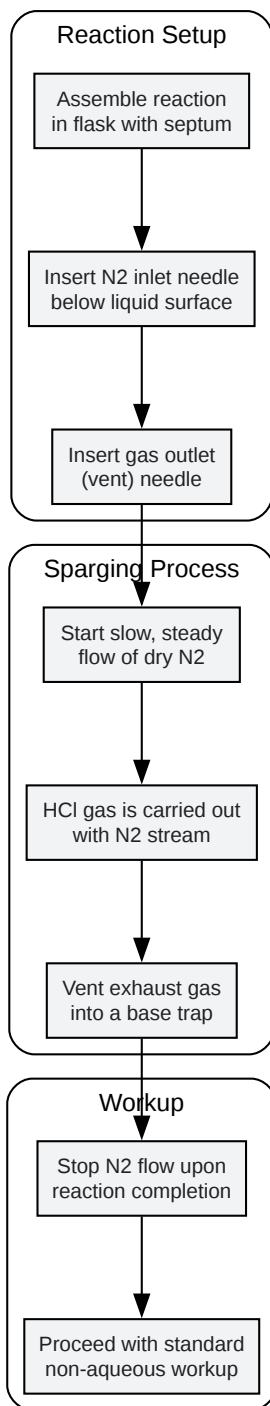 Reaction Setup
Assemble reaction
in flask with septum
Insert N2 inlet needle
below liquid surface
Insert gas outlet
(vent) needle
Sparging Process
Start slow, steady
flow of dry N2
HCl gas is carried out
with N2 stream
Vent exhaust gas
into a base trap
Workup
Stop N2 flow upon
reaction completion
Proceed with standard
non-aqueous workup